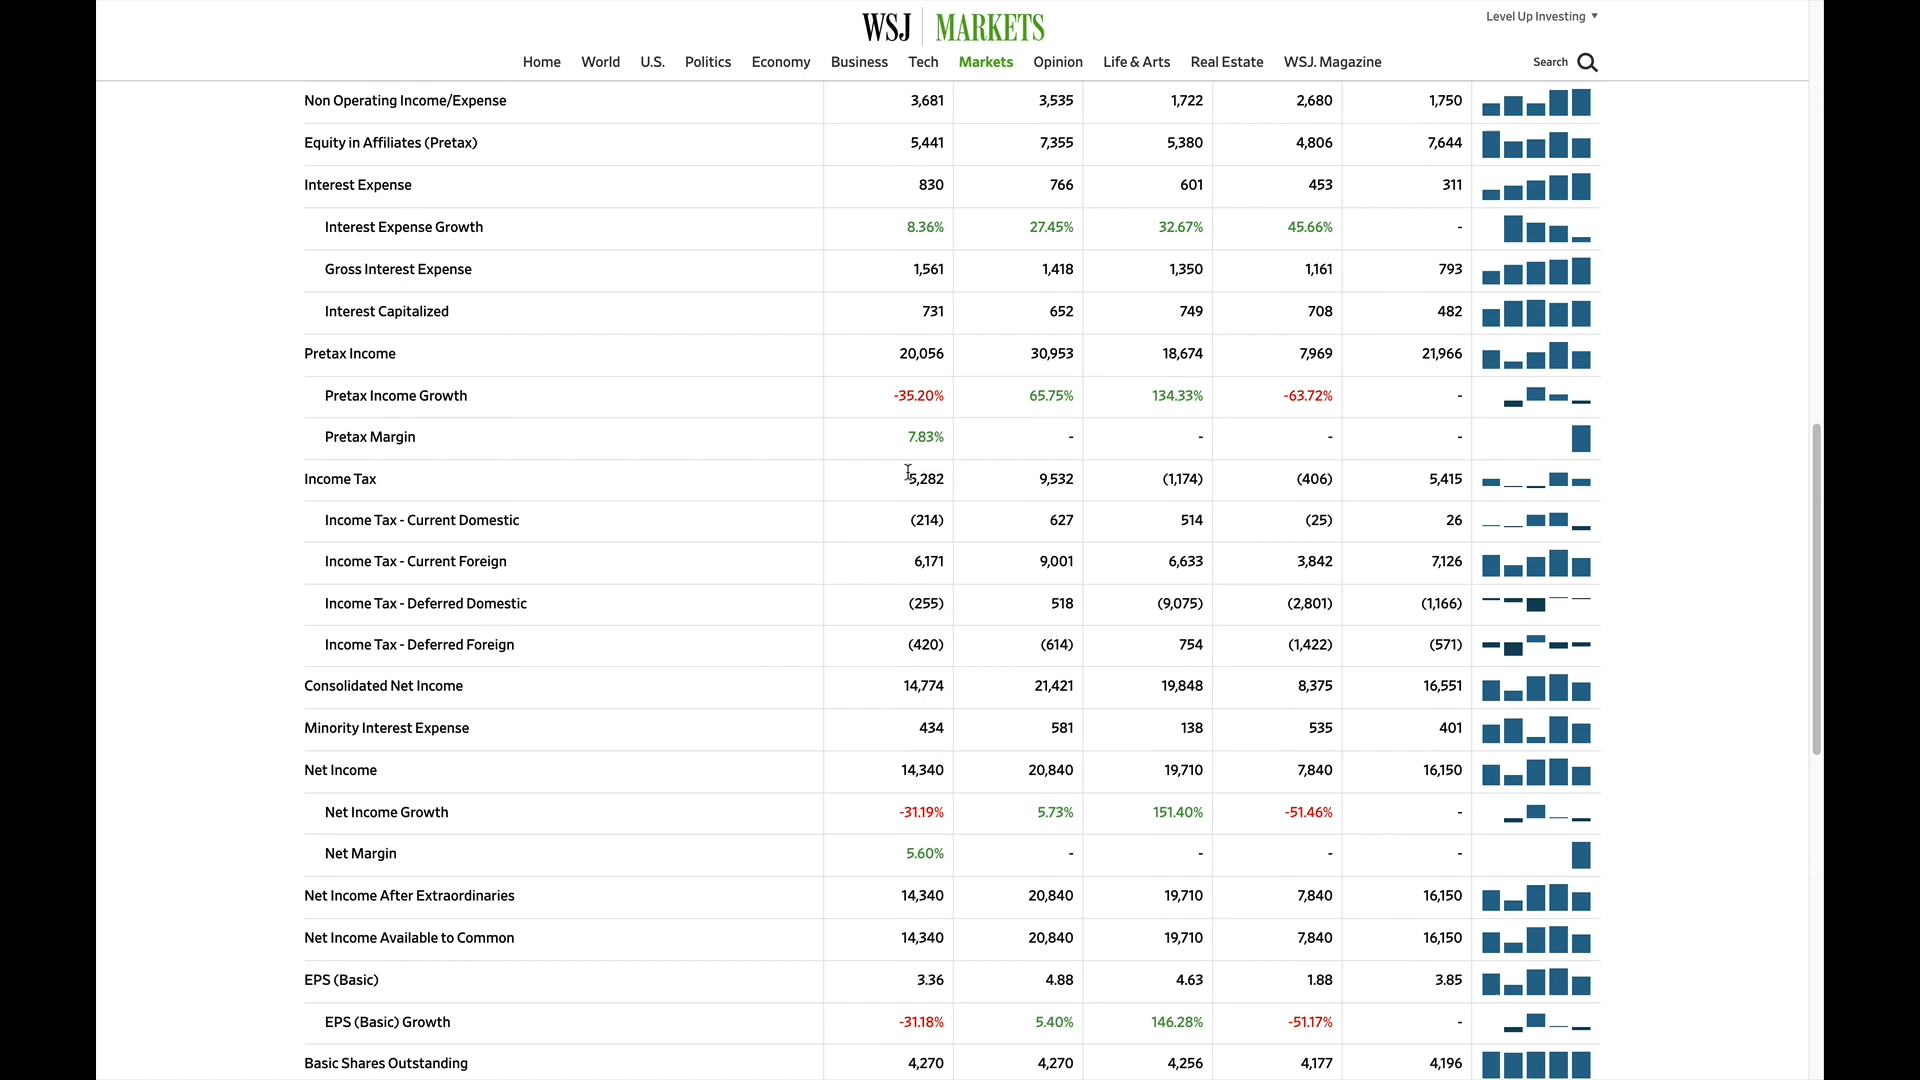 WSJ MARKETS
Level Up Investing
Home World U.S. Politics Economy Business Tech Markets Opinion Life & Arts Real Estate WSJ. Magazine Search
Non Operating Income/Expense 3,681 3,535 1,722 2,680 1,750
Equity in Affiliates (Pretax) 5,441 7,355 5,380 4,806 7,644
Interest Expense 830 766 601 453 311
Interest Expense Growth 8.36% 27.45% 32.67% 45.66% -
Gross Interest Expense 1,561 1,418 1,350 1,161 793
Interest Capitalized 731 652 749 708 482
Pretax Income 20,056 30,953 18,674 7,969 21,966
Pretax Income Growth -35.20% 65.75% 134.33% -63.72% -
Pretax Margin 7.83% - - - -
Income Tax 5,282 9,532 (1,174) (406) 5,415
Income Tax - Current Domestic (214) 627 514 (25) 26
Income Tax - Current Foreign 6,171 9,001 6,633 3,842 7,126
Income Tax - Deferred Domestic (255) 518 (9,075) (2,801) (1,166)
Income Tax - Deferred Foreign (420) (614) 754 (1,422) (571)
Consolidated Net Income 14,774 21,421 19,848 8,375 16,551
Minority Interest Expense 434 581 138 535 401
Net Income 14,340 20,840 19,710 7,840 16,150
Net Income Growth -31.19% 5.73% 151.40% -51.46% -
Net Margin 5.60% - - - -
Net Income After Extraordinaries 14,340 20,840 19,710 7,840 16,150
Net Income Available to Common 14,340 20,840 19,710 7,840 16,150
EPS (Basic) 3.36 4.88 4.63 1.88 3.85
EPS (Basic) Growth -31.18% 5.40% 146.28% -51.17% -
Basic Shares Outstanding 4,270 4,270 4,256 4,177 4,196